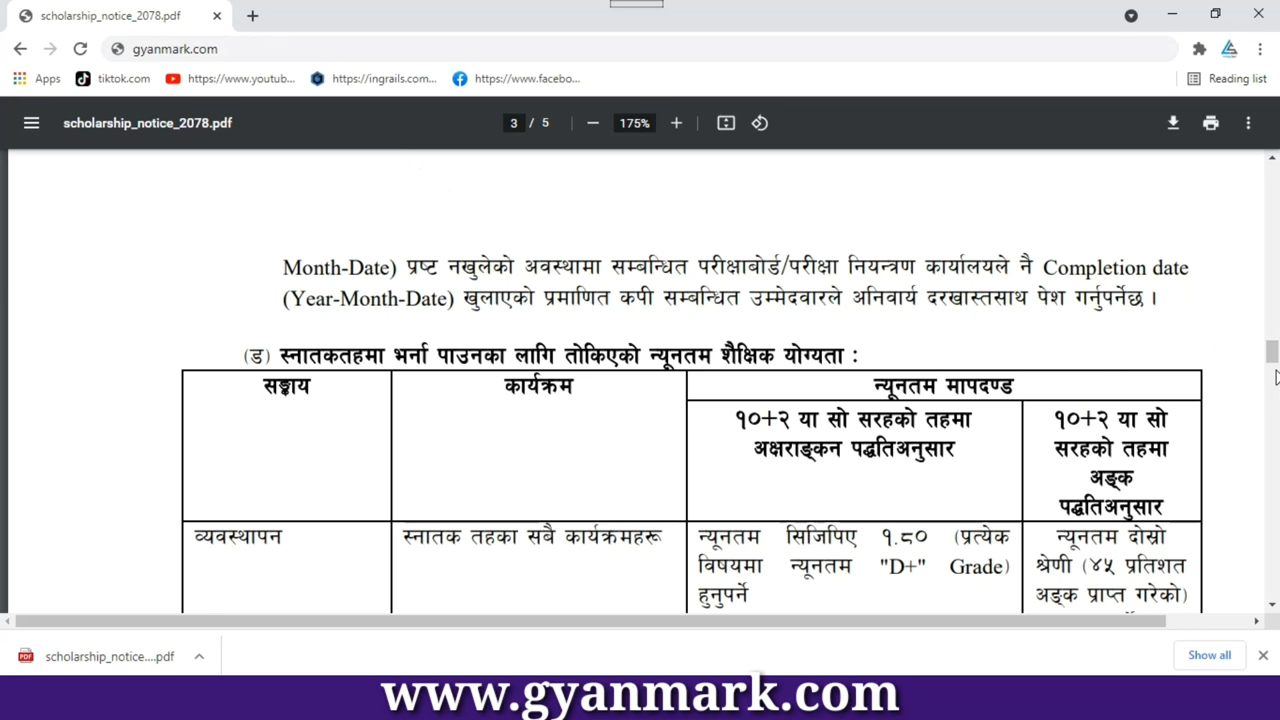 scholarship_notice_2078.pdf
gyanmark.com
Apps tiktok.com https://www.youtub... https://ingrails.com... https://www.facebo... Reading list
scholarship_notice_2078.pdf 3 / 5 175%
Month-Date) प्रष्ट नखुलेको अवस्थामा सम्बन्धित परीक्षाबोर्ड/परीक्षा नियन्त्रण कार्यालयले नै Completion date
(Year-Month-Date) खुलाएको प्रमाणित कपी सम्बन्धित उम्मेदवारले अनिवार्य दरखास्तसाथ पेश गर्नुपर्नेछ ।
(ड) स्नातकतहमा भर्ना पाउनका लागि तोकिएको न्यूनतम शैक्षिक योग्यता :
सङ्काय कार्यक्रम न्यूनतम मापदण्ड
१०+२ या सो सरहको तहमा
अक्षराङ्कन पद्धतिअनुसार
१०+२ या सो
सरहको तहमा
अङ्क
पद्धतिअनुसार
व्यवस्थापन
स्नातक तहका सबै कार्यक्रमहरू
न्यूनतम सिजिपिए १.८० (प्रत्येक
विषयमा न्यूनतम "D+" Grade)
हुनुपर्ने
न्यूनतम दोस्रो
श्रेणी (४५ प्रतिशत
अङ्क प्राप्त गरेको)
PDF scholarship_notice....pdf Show all
www.gyanmark.com